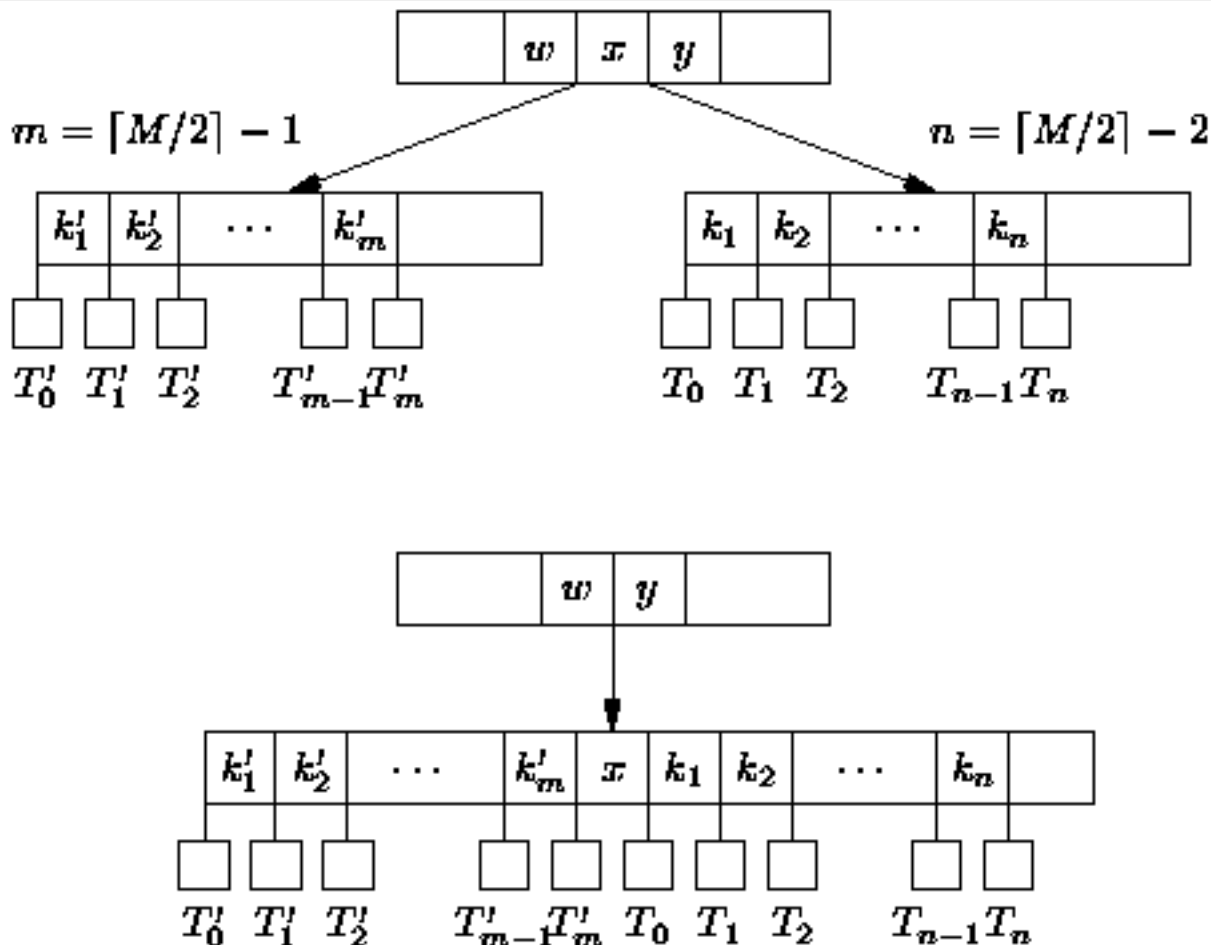 w x y
m = ⌈M/2⌉ − 1
n = ⌈M/2⌉ − 2
k′₁ k′₂ ⋯ k′ₘ
k₁ k₂ ⋯ kₙ
T′₀ T′₁ T′₂ T′ₘ₋₁ T′ₘ
T₀ T₁ T₂ Tₙ₋₁ Tₙ
w y
k′₁ k′₂ ⋯ k′ₘ x k₁ k₂ ⋯ kₙ
T′₀ T′₁ T′₂ T′ₘ₋₁ T′ₘ T₀ T₁ T₂ Tₙ₋₁ Tₙ